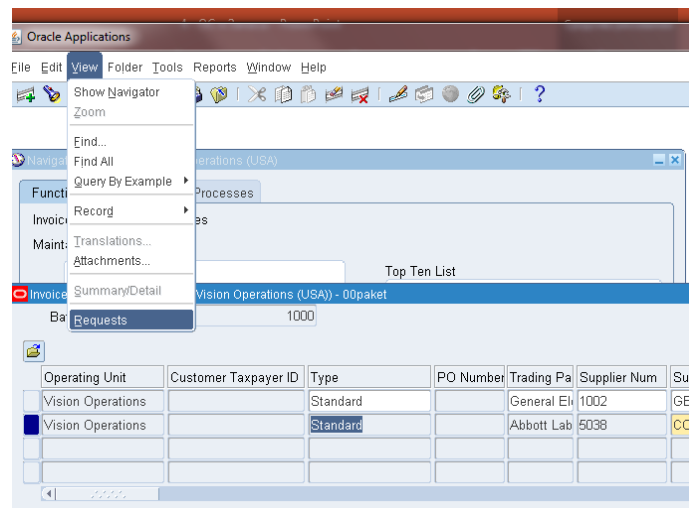 Oracle Applications
File Edit View Folder Tools Reports Window Help
Show Navigator
Zoom
Find...
Find All
Query By Example
Record
Translations...
Attachments...
Summary/Detail
Requests
Naviga erations (USA)
Functi Processes
Invoic es
Maint
Top Ten List
Invoice Vision Operations (USA)) - 00paket
Ba 1000
Operating Unit Customer Taxpayer ID Type PO Number Trading Pa Supplier Num Su
Vision Operations Standard General El 1002 GE
Vision Operations Standard Abbott Lab 5038 CO